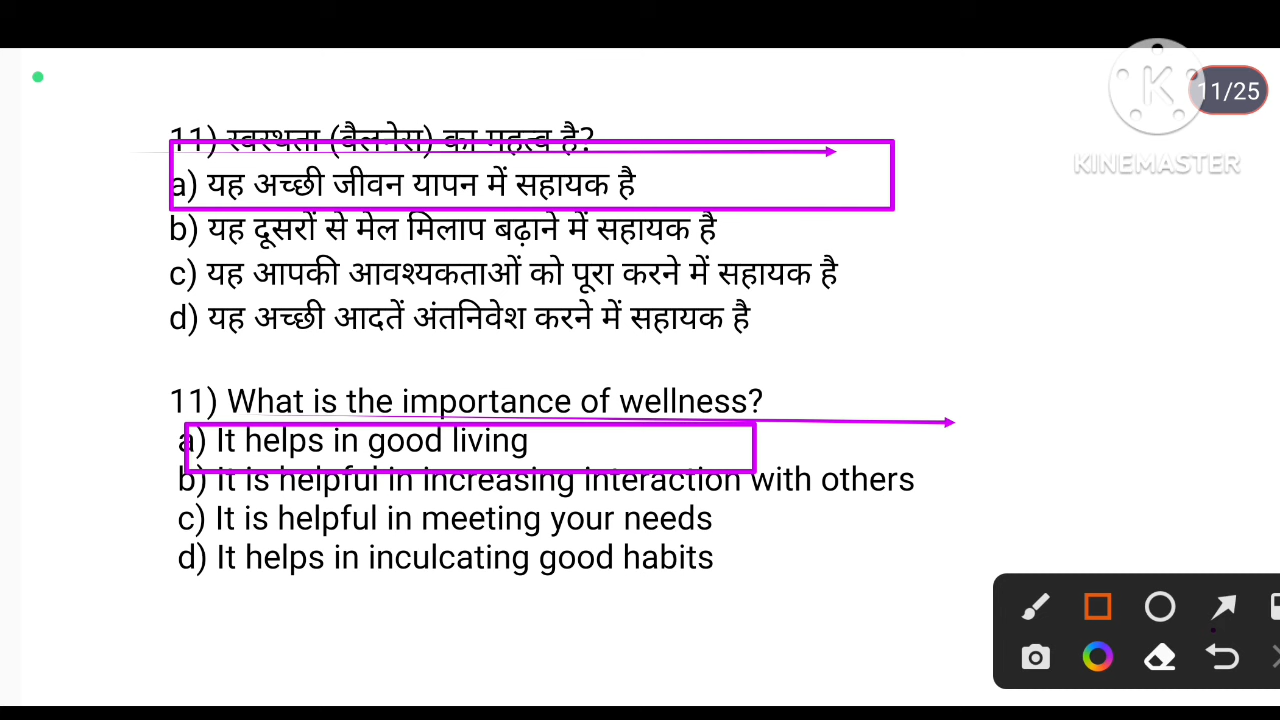 11/25
KINEMASTER
11) स्वस्थता (वैलनेस) का महत्व है?
a) यह अच्छी जीवन यापन में सहायक है
b) यह दूसरों से मेल मिलाप बढ़ाने में सहायक है
c) यह आपकी आवश्यकताओं को पूरा करने में सहायक है
d) यह अच्छी आदतें अंतनिवेश करने में सहायक है
11) What is the importance of wellness?
a) It helps in good living
b) It is helpful in increasing interaction with others
c) It is helpful in meeting your needs
d) It helps in inculcating good habits